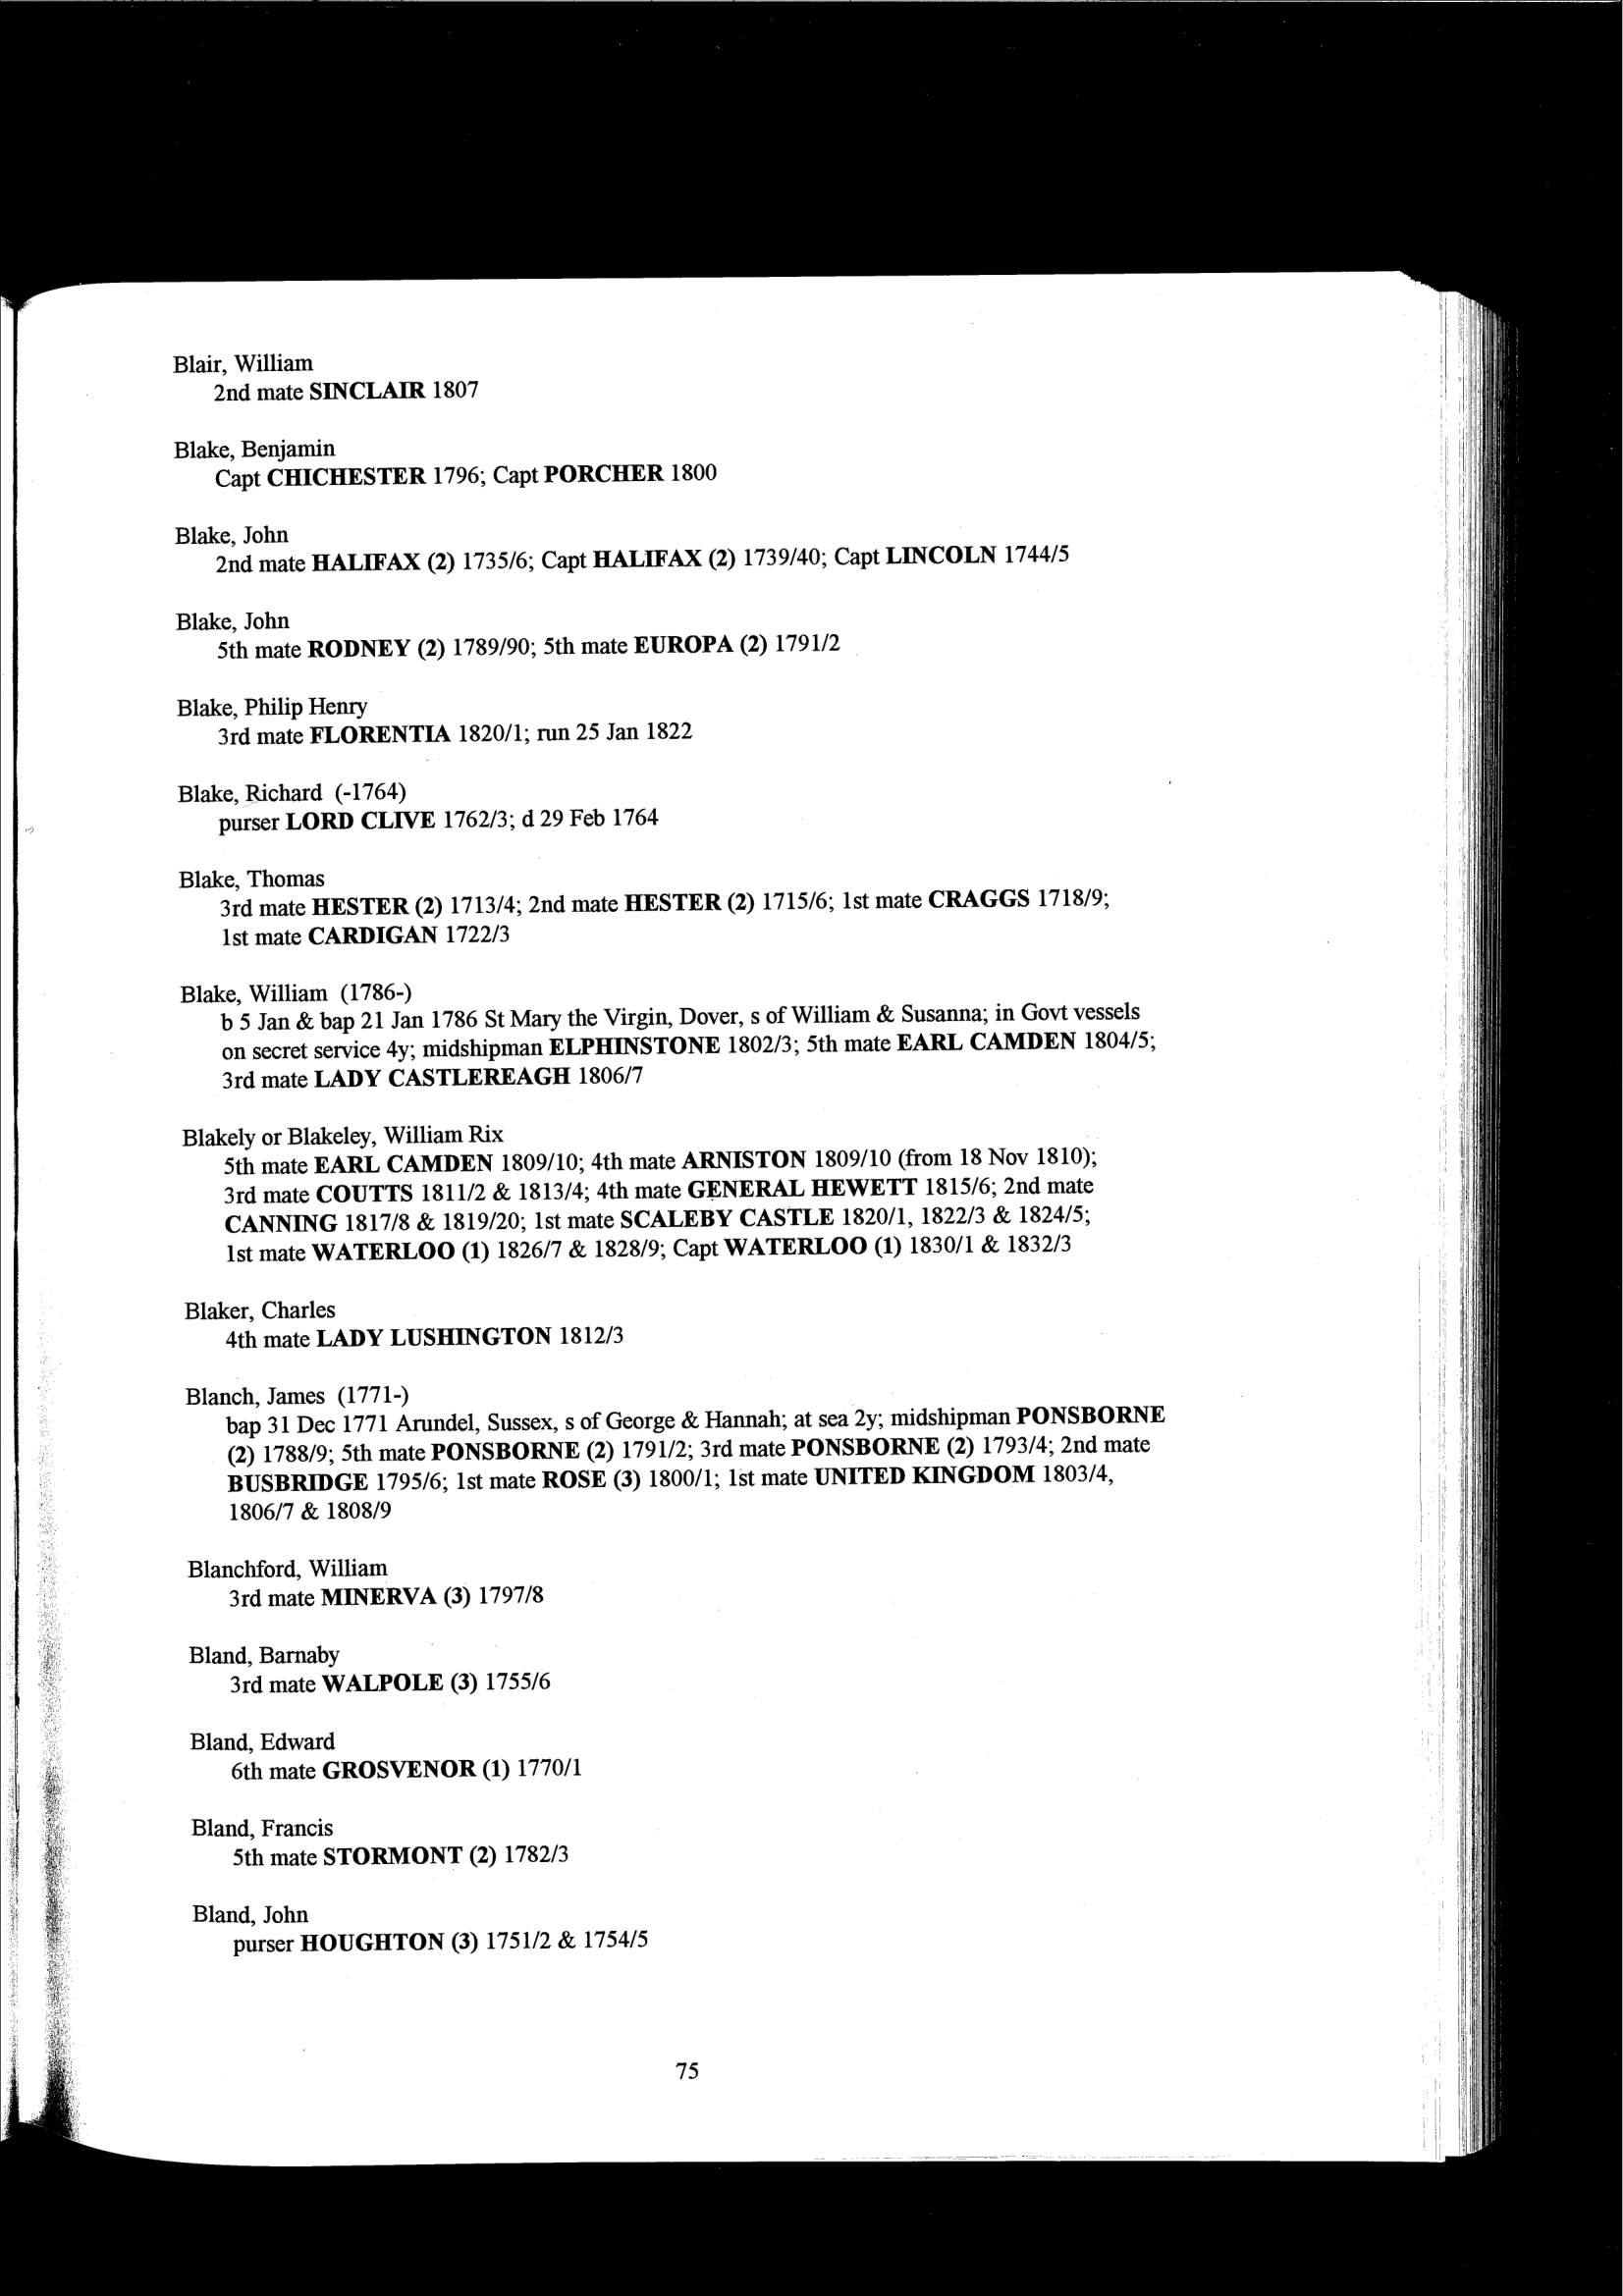 Blair, William
2nd mate SINCLAIR 1807
Blake, Benjamin
Capt CHICHESTER 1796; Capt PORCHER 1800
Blake, John
2nd mate HALIFAX (2) 1735/6; Capt HALIFAX (2) 1739/40; Capt LINCOLN 1744/5
Blake, John
5th mate RODNEY (2) 1789/90; 5th mate EUROPA (2) 1791/2
Blake, Philip Henry
3rd mate FLORENTIA 1820/1; run 25 Jan 1822
Blake, Richard (-1764)
purser LORD CLIVE 1762/3; d 29 Feb 1764
Blake, Thomas
3rd mate HESTER (2) 1713/4; 2nd mate HESTER (2) 1715/6; 1st mate CRAGGS 1718/9;
1st mate CARDIGAN 1722/3
Blake, William (1786-)
b 5 Jan & bap 21 Jan 1786 St Mary the Virgin, Dover, s of William & Susanna; in Govt vessels
on secret service 4y; midshipman ELPHINSTONE 1802/3; 5th mate EARL CAMDEN 1804/5;
3rd mate LADY CASTLEREAGH 1806/7
Blakely or Blakeley, William Rix
5th mate EARL CAMDEN 1809/10; 4th mate ARNISTON 1809/10 (from 18 Nov 1810);
3rd mate COUTTS 1811/2 & 1813/4; 4th mate GENERAL HEWETT 1815/6; 2nd mate
CANNING 1817/8 & 1819/20; 1st mate SCALEBY CASTLE 1820/1, 1822/3 & 1824/5;
1st mate WATERLOO (1) 1826/7 & 1828/9; Capt WATERLOO (1) 1830/1 & 1832/3
Blaker, Charles
4th mate LADY LUSHINGTON 1812/3
Blanch, James (1771-)
bap 31 Dec 1771 Arundel, Sussex, s of George & Hannah; at sea 2y; midshipman PONSBORNE
(2) 1788/9; 5th mate PONSBORNE (2) 1791/2; 3rd mate PONSBORNE (2) 1793/4; 2nd mate
BUSBRIDGE 1795/6; 1st mate ROSE (3) 1800/1; 1st mate UNITED KINGDOM 1803/4,
1806/7 & 1808/9
Blanchford, William
3rd mate MINERVA (3) 1797/8
Bland, Barnaby
3rd mate WALPOLE (3) 1755/6
Bland, Edward
6th mate GROSVENOR (1) 1770/1
Bland, Francis
5th mate STORMONT (2) 1782/3
Bland, John
purser HOUGHTON (3) 1751/2 & 1754/5
75